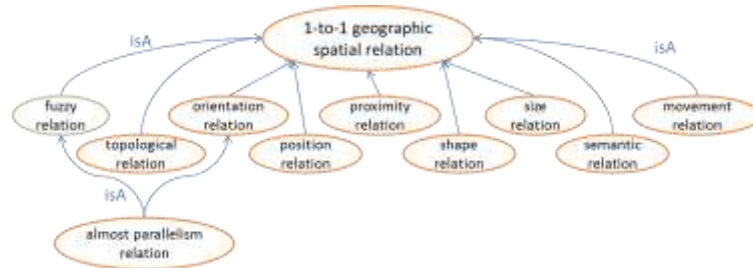 1-to-1 geographic
spatial relation
isA
isA
fuzzy
relation
orientation
relation
proximity
relation
size
relation
movement
relation
topological
relation
position
relation
shape
relation
semantic
relation
isA
almost parallelism
relation